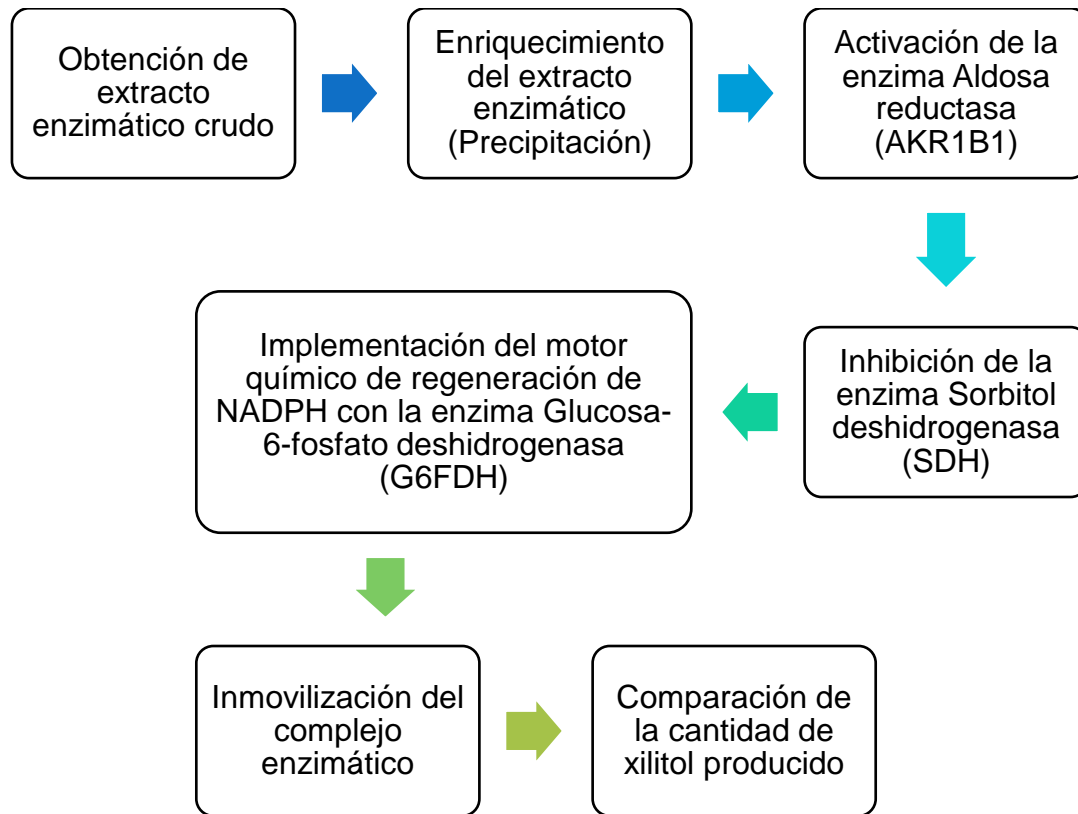 Obtención de
extracto
enzimático crudo
Enriquecimiento
del extracto
enzimático
(Precipitación)
Activación de la
enzima Aldosa
reductasa
(AKR1B1)
Inhibición de la
enzima Sorbitol
deshidrogenasa
(SDH)
Implementación del motor
químico de regeneración de
NADPH con la enzima Glucosa-
6-fosfato deshidrogenasa
(G6FDH)
Inmovilización del
complejo
enzimático
Comparación de
la cantidad de
xilitol producido